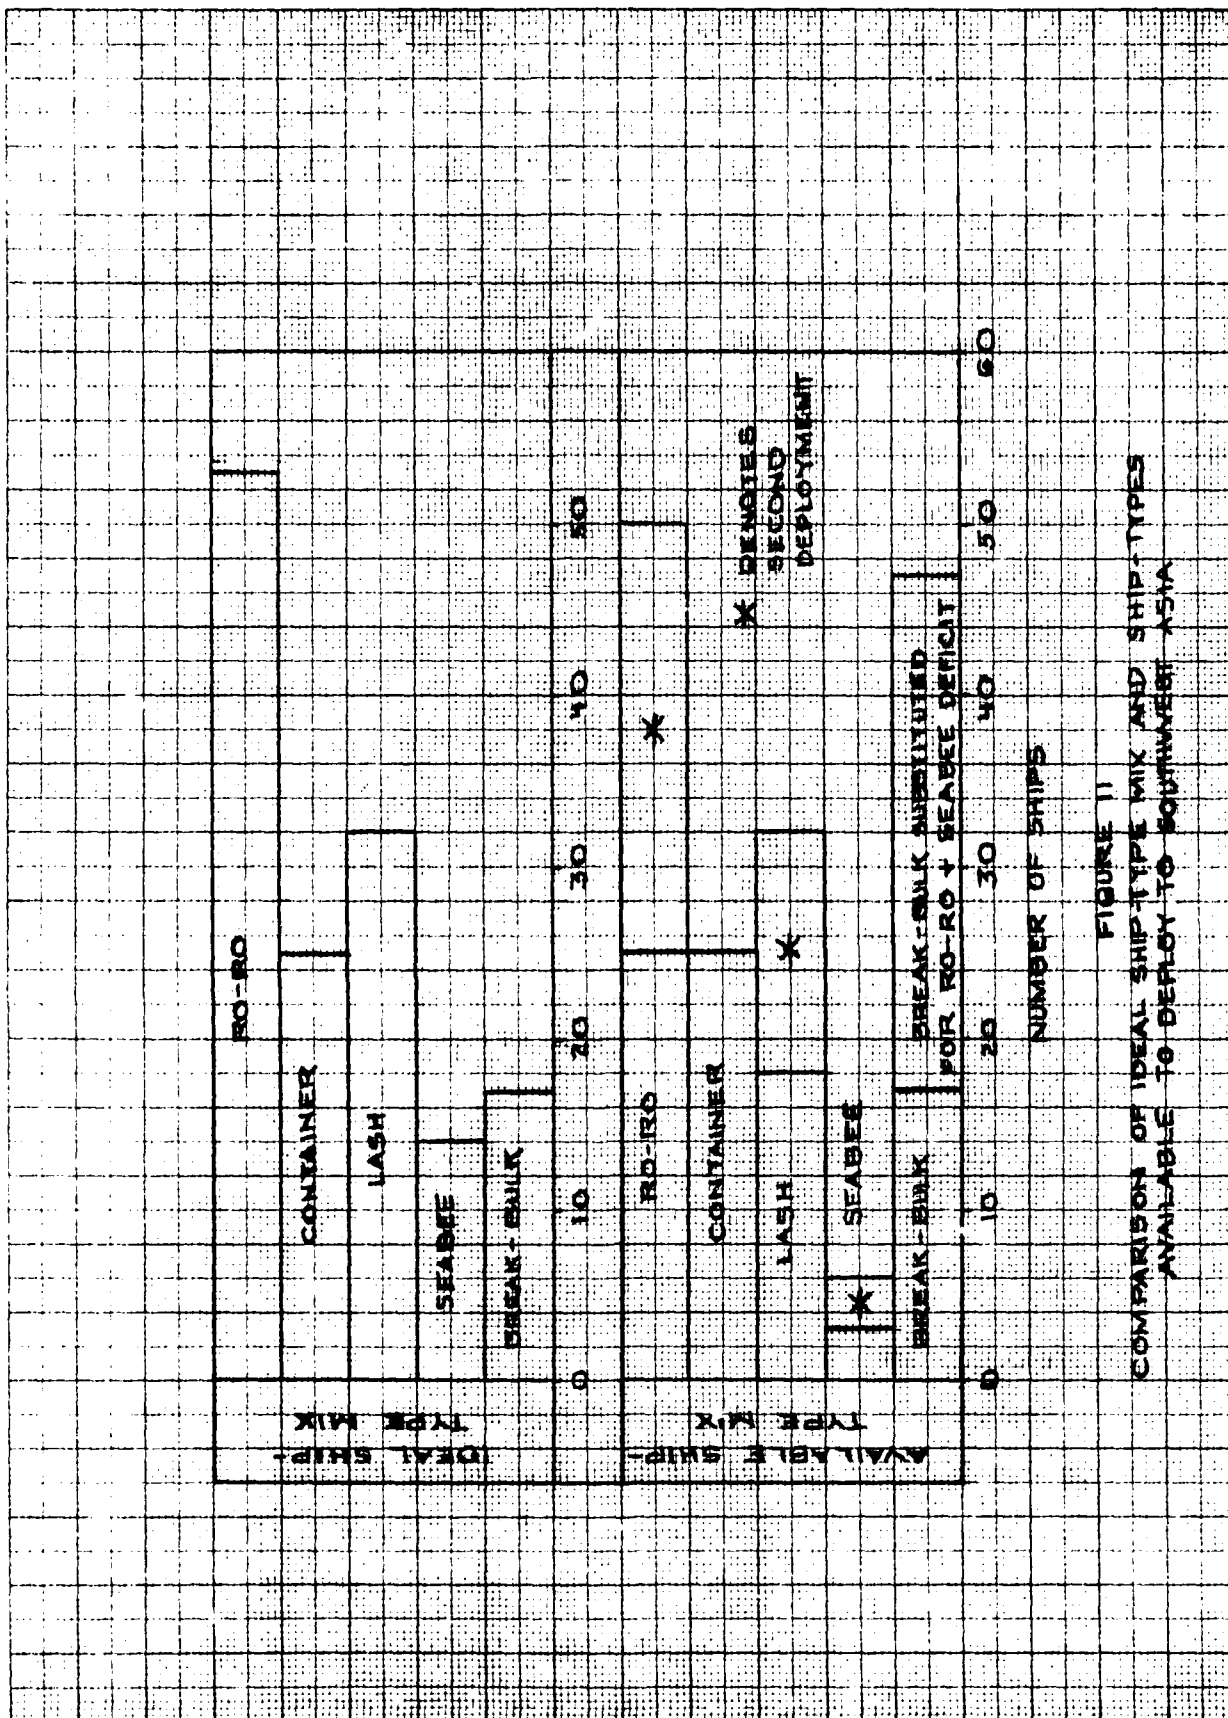 IDEAL SHIP-
TYPE MIX
RO-RO
CONTAINER
LASH
SEABEE
BREAK-BULK
0 10 20 30 40 50
AVAILABLE SHIP-
TYPE MIX
RO-RO
*
CONTAINER
* DENOTES
SECOND
DEPLOYMENT
LASH
*
SEABEE
*
BREAK-BULK
BREAK-BULK SUBSTITUTED
FOR RO-RO + SEABEE DEFICIT
0 10 20 30 40 50 60
NUMBER OF SHIPS
FIGURE 11
COMPARISON OF IDEAL SHIP-TYPE MIX AND SHIP-TYPES
AVAILABLE TO DEPLOY TO SOUTHWEST ASIA